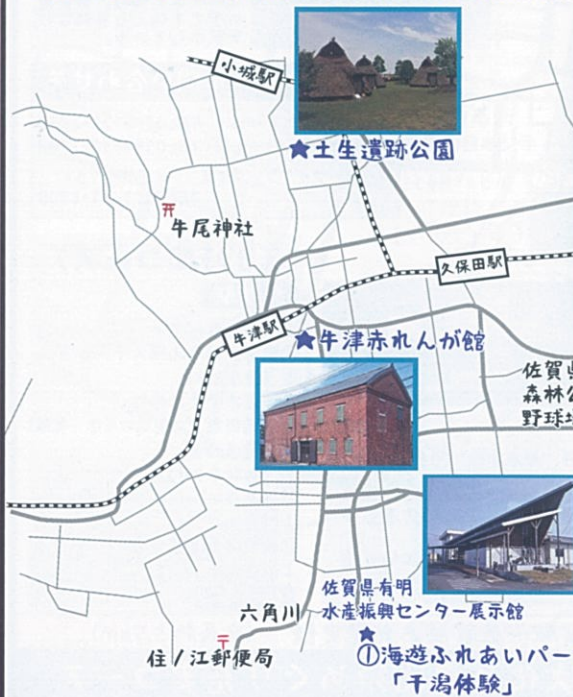 小城駅
★土生遺跡公園
牛尾神社
久保田駅
牛津駅
★牛津赤れんが館
佐賀県
森林公
野球場
佐賀県有明
水産振興センター展示館
六角川
★
住ノ江郵便局
①海遊ふれあいパー
「干潟体験」